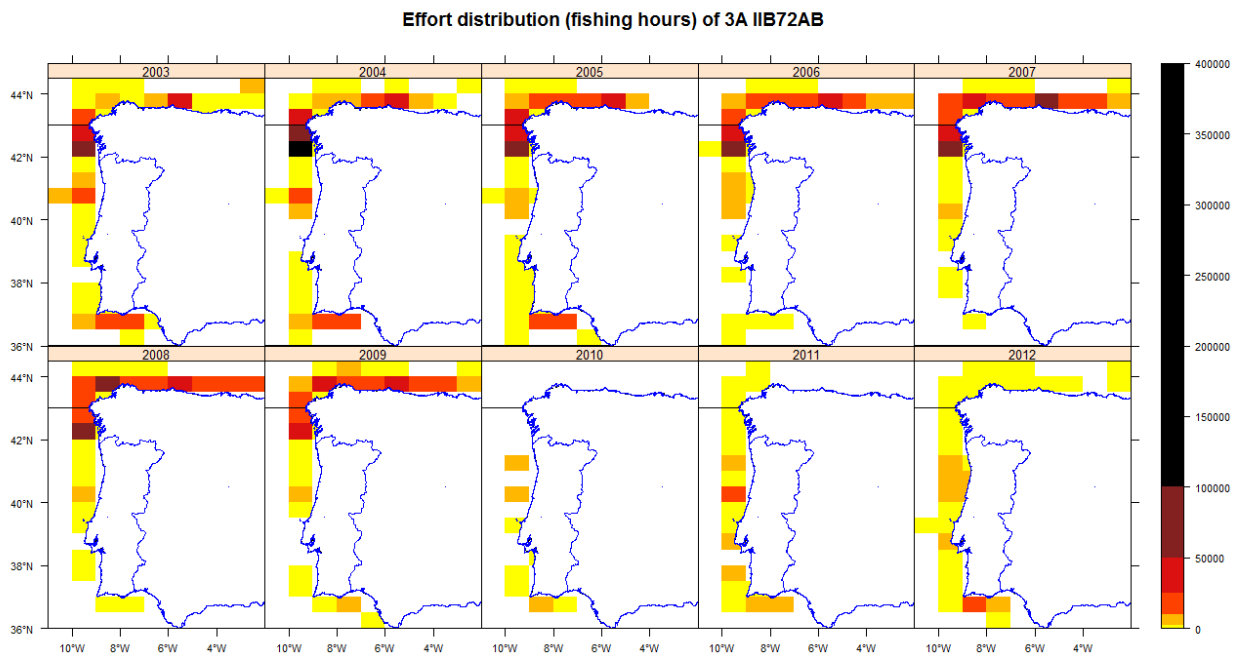 Effort distribution (fishing hours) of 3A IIB72AB
2003 2004 2005 2006 2007
44°N
42°N
40°N
38°N
36°N
2008 2009 2010 2011 2012
44°N
42°N
40°N
38°N
36°N
10°W 8°W 6°W 4°W 10°W 8°W 6°W 4°W 10°W 8°W 6°W 4°W 10°W 8°W 6°W 4°W 10°W 8°W 6°W 4°W
400000
350000
300000
250000
200000
150000
100000
50000
0